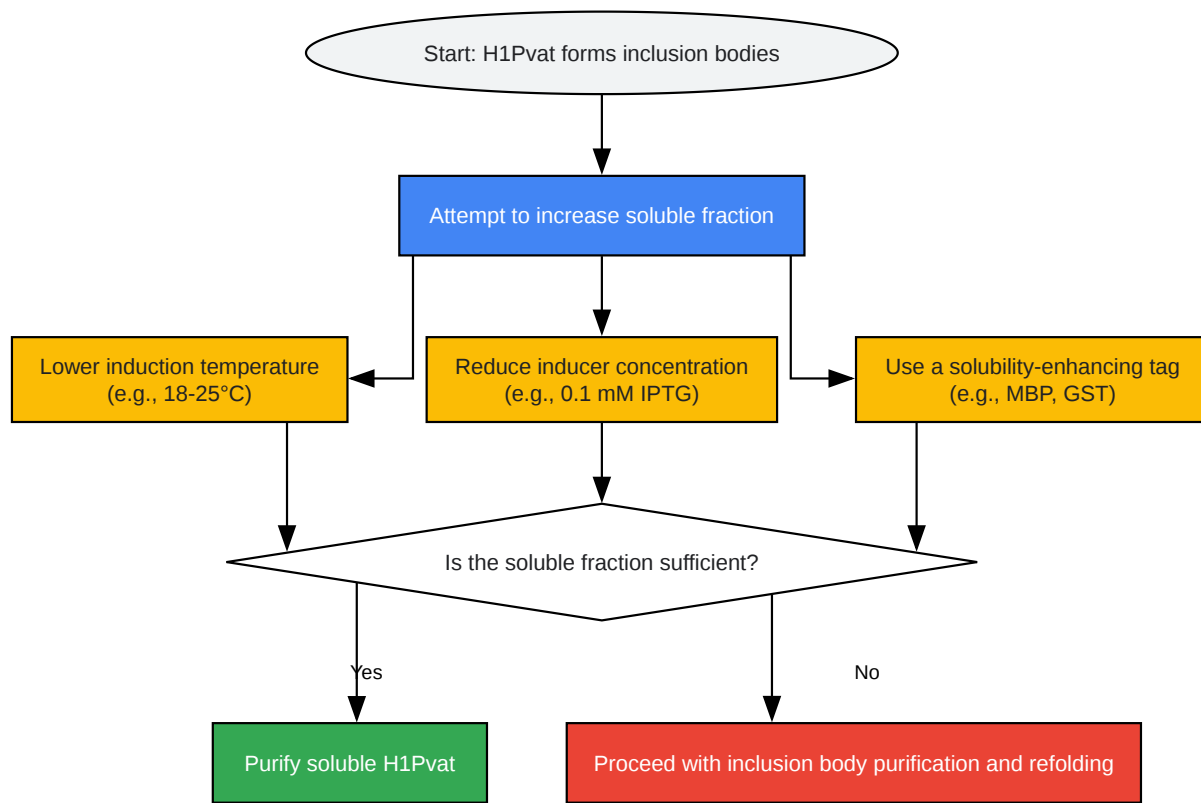 Start: H1Pvat forms inclusion bodies
Attempt to increase soluble fraction
Lower induction temperature
(e.g., 18-25°C)
Reduce inducer concentration
(e.g., 0.1 mM IPTG)
Use a solubility-enhancing tag
(e.g., MBP, GST)
Is the soluble fraction sufficient?
Yes
No
Purify soluble H1Pvat
Proceed with inclusion body purification and refolding